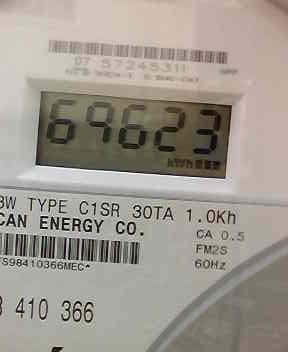 07 57245311
69623
kWh
3W TYPE C1SR 30TA 1.0Kh
CAN ENERGY CO.
CA 0.5
FM2S
TS98410366MEC*
60Hz
3 410 366